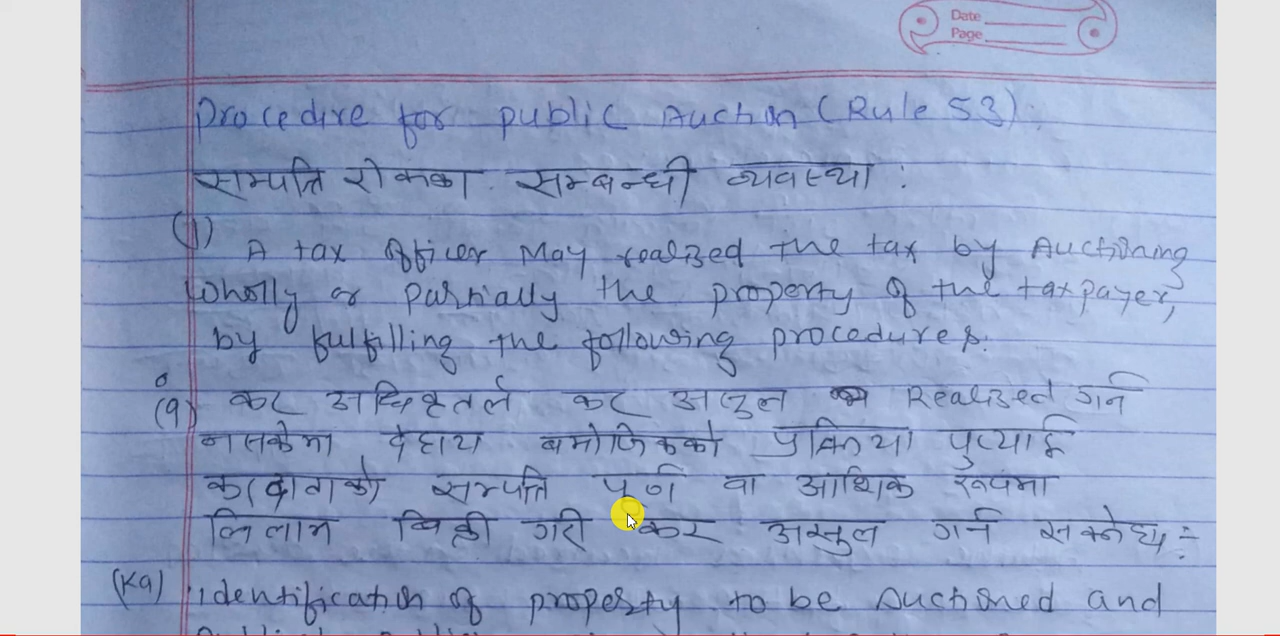 Date
Page
Procedure for public Auction (Rule 53):
सम्पत्ति रोक्का सम्बन्धी व्यवस्था :
(1) A tax officer May realized the tax by Auctioning
Wholly or partially the property of the taxpayer,
by fulfilling the following procedures.
(१) कर अधिकृतले कर असुल Realized गर्न
नसकेमा देहाय बमोजिमको प्रक्रिया पुर्‍याई
करदाताको सम्पत्ति पूर्ण वा आंशिक रूपमा
लिलाम बिक्री गरी कर असुल गर्न सक्नेछ :-
(Ka) identification of property to be Auctioned and